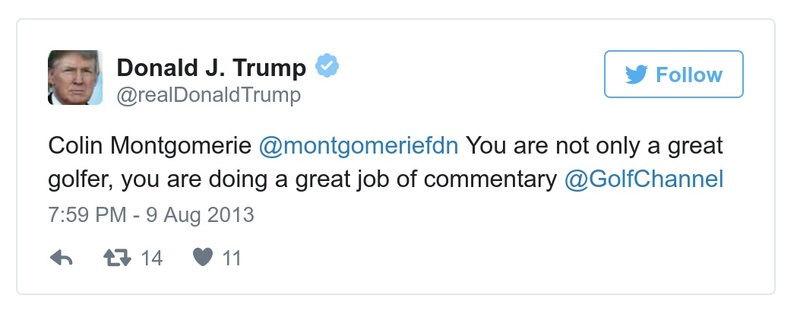 Donald J. Trump
@realDonaldTrump
Follow
Colin Montgomerie @montgomeriefdn You are not only a great
golfer, you are doing a great job of commentary @GolfChannel
7:59 PM - 9 Aug 2013
14 11